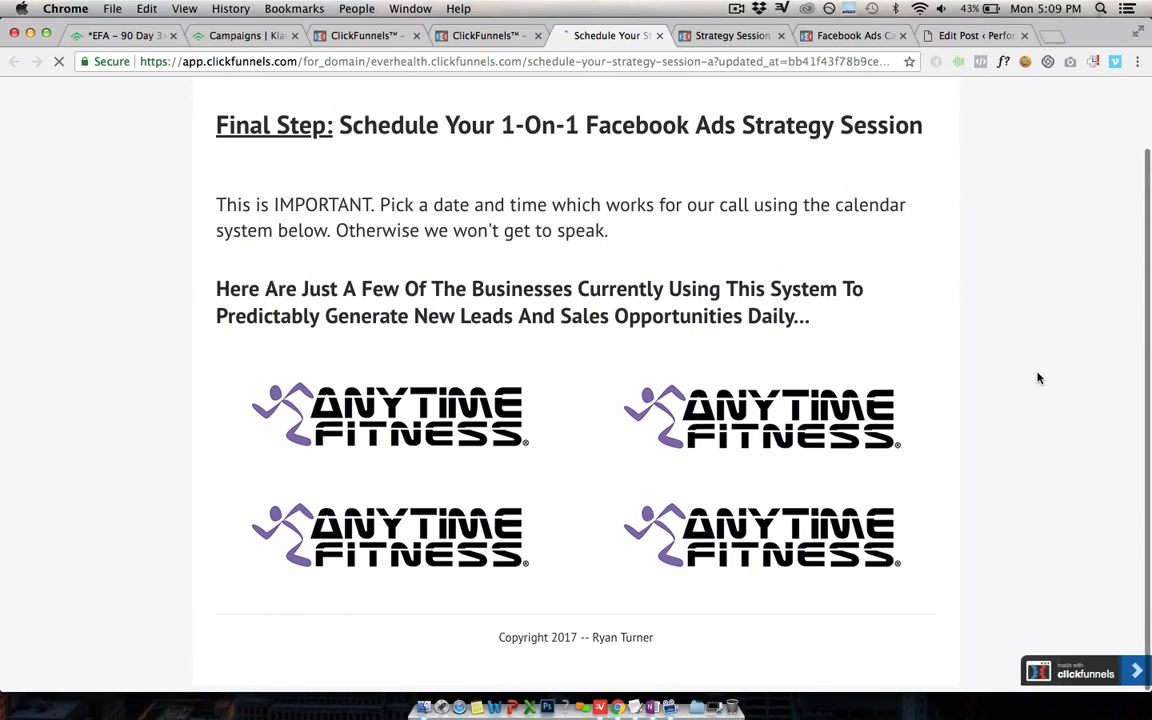 Chrome File Edit View History Bookmarks People Window Help 43% Mon 5:09 PM
*EFA – 90 Day 3 Campaigns | Kla ClickFunnels™ – ClickFunnels™ – Schedule Your S Strategy Session Facebook Ads Ca Edit Post ‹ Perfor
Secure https://app.clickfunnels.com/for_domain/everhealth.clickfunnels.com/schedule-your-strategy-session-a?updated_at=bb41f43f78b9ce...
Final Step: Schedule Your 1-On-1 Facebook Ads Strategy Session
This is IMPORTANT. Pick a date and time which works for our call using the calendar
system below. Otherwise we won't get to speak.
Here Are Just A Few Of The Businesses Currently Using This System To
Predictably Generate New Leads And Sales Opportunities Daily...
ANYTIME FITNESS®
ANYTIME FITNESS®
ANYTIME FITNESS®
ANYTIME FITNESS®
Copyright 2017 -- Ryan Turner
made with
clickfunnels